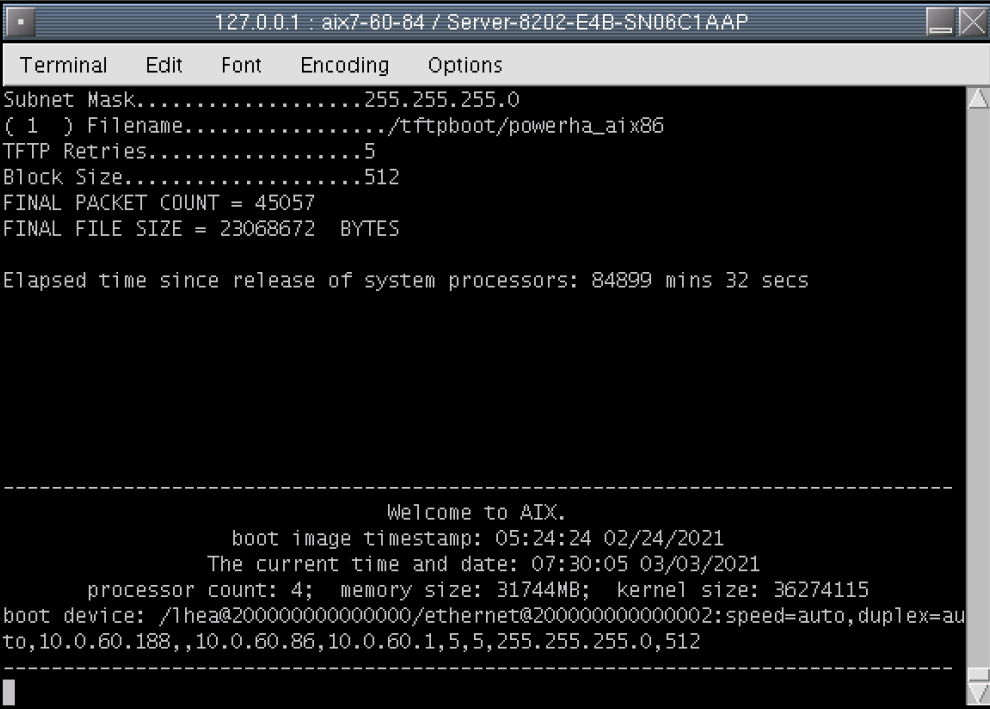 127.0.0.1 : aix7-60-84 / Server-8202-E4B-SN06C1AAP
Terminal Edit Font Encoding Options
Subnet Mask...................255.255.255.0
( 1  ) Filename................./tftpboot/powerha_aix86
TFTP Retries..................5
Block Size....................512
FINAL PACKET COUNT = 45057
FINAL FILE SIZE = 23068672  BYTES
Elapsed time since release of system processors: 84899 mins 32 secs
-------------------------------------------------------------------------------
Welcome to AIX.
boot image timestamp: 05:24:24 02/24/2021
The current time and date: 07:30:05 03/03/2021
processor count: 4;  memory size: 31744MB;  kernel size: 36274115
boot device: /lhea@200000000000000/ethernet@200000000000002:speed=auto,duplex=au
to,10.0.60.188,,10.0.60.86,10.0.60.1,5,5,255.255.255.0,512
-------------------------------------------------------------------------------